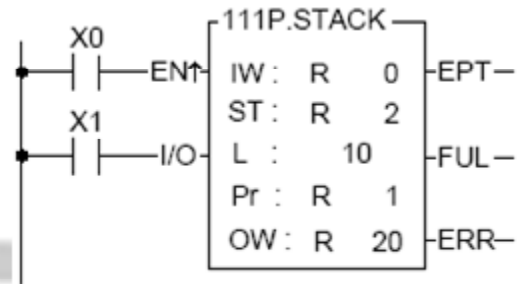 111P.STACK
X0
EN↑ IW : R 0 EPT
ST : R 2
X1
I/O L : 10 FUL
Pr : R 1
OW : R 20 ERR